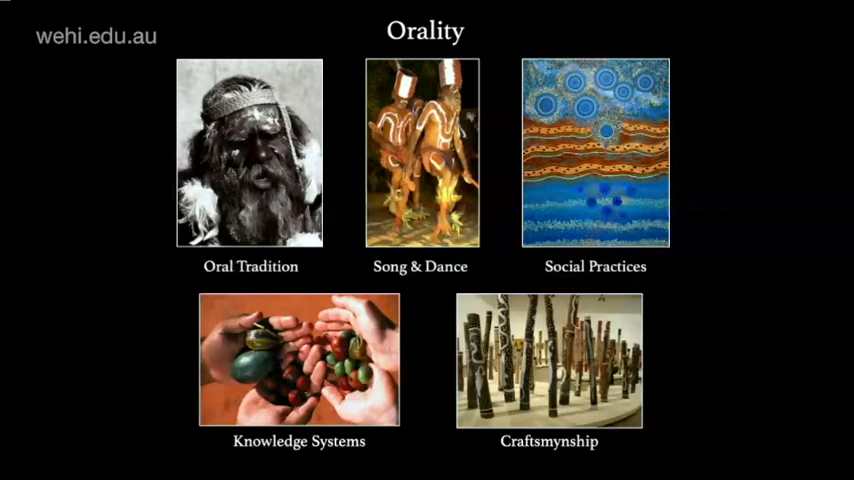 wehi.edu.au
Orality
Oral Tradition
Song & Dance
Social Practices
Knowledge Systems
Craftsmynship